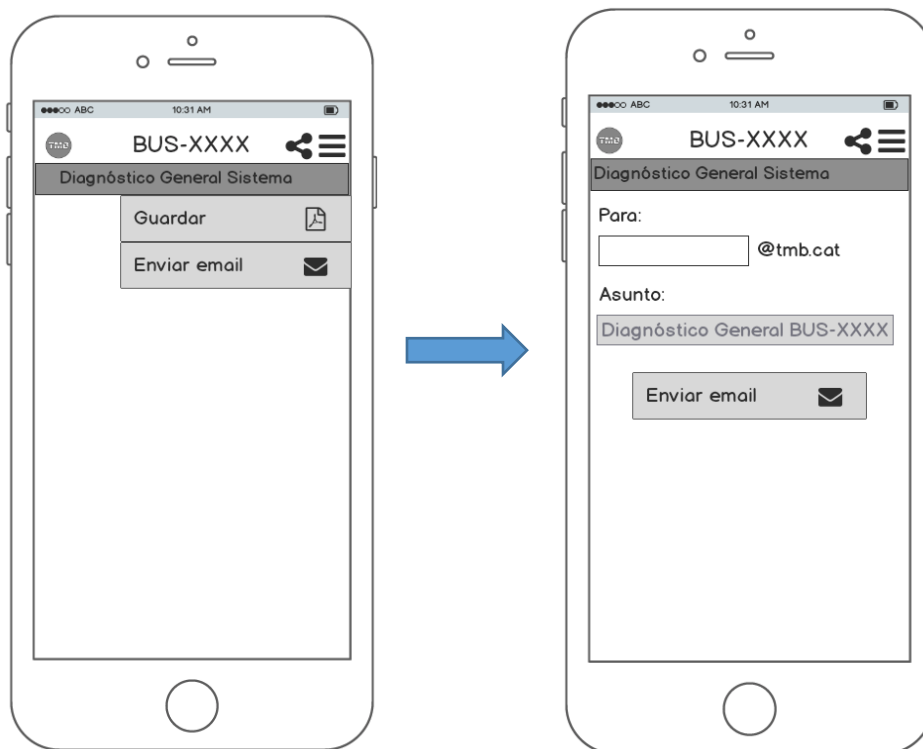 ABC 10:31 AM
TMB BUS-XXXX
Diagnóstico General Sistema
Guardar
Enviar email
ABC 10:31 AM
TMB BUS-XXXX
Diagnóstico General Sistema
Para:
@tmb.cat
Asunto:
Diagnóstico General BUS-XXXX
Enviar email